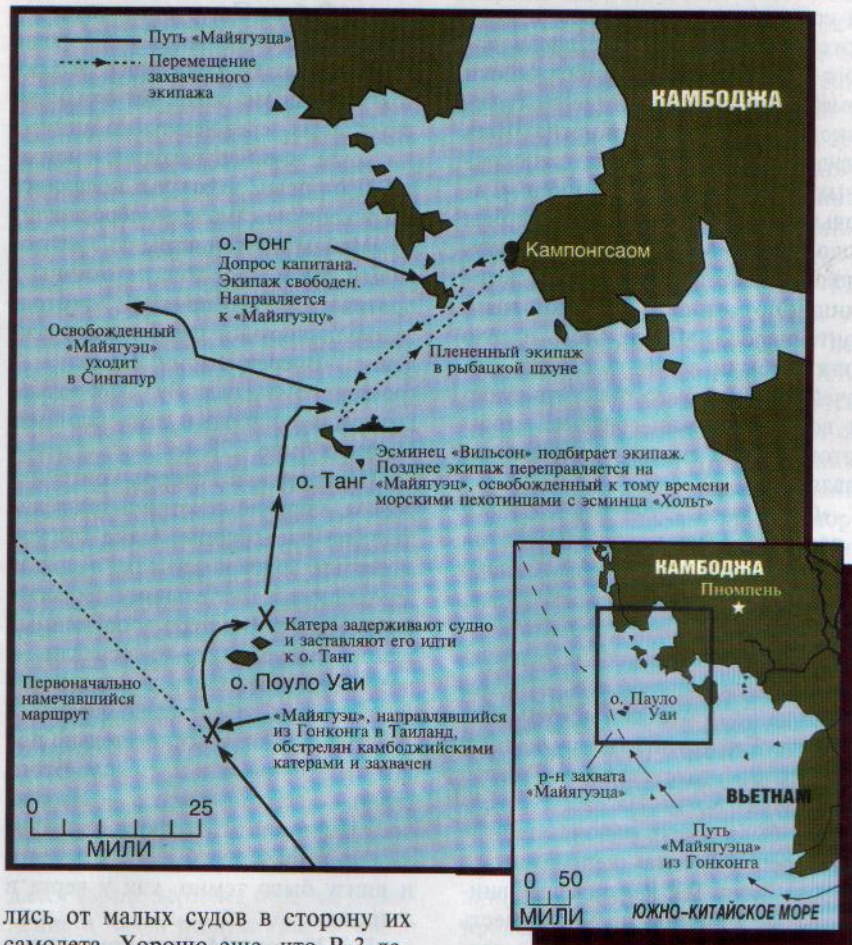 Путь «Майягуэца»
Перемещение
захваченного
экипажа
КАМБОДЖА
Кампонгсаом
о. Ронг
Допрос капитана.
Экипаж свободен.
Направляется
к «Майягуэцу»
Освобожденный
«Майягуэц»
уходит
в Сингапур
Плененный экипаж
в рыбацкой шхуне
Эсминец «Вильсон» подбирает экипаж.
Позднее экипаж переправляется на
«Майягуэц», освобожденный к тому времени
морскими пехотинцами с эсминца «Хольт»
о. Танг
Катера задерживают судно
и заставляют его идти
к о. Танг
о. Поуло Уаи
Первоначально
намечавшийся
маршрут
«Майягуэц», направлявшийся
из Гонконга в Таиланд,
обстрелян камбоджийскими
катерами и захвачен
0 25
МИЛИ
КАМБОДЖА
Пномпень
о. Пауло
Уаи
р-н захвата
«Майягуэца»
ВЬЕТНАМ
Путь
«Майягуэца»
из Гонконга
0 50
МИЛИ
ЮЖНО-КИТАЙСКОЕ МОРЕ
лись от малых судов в сторону их